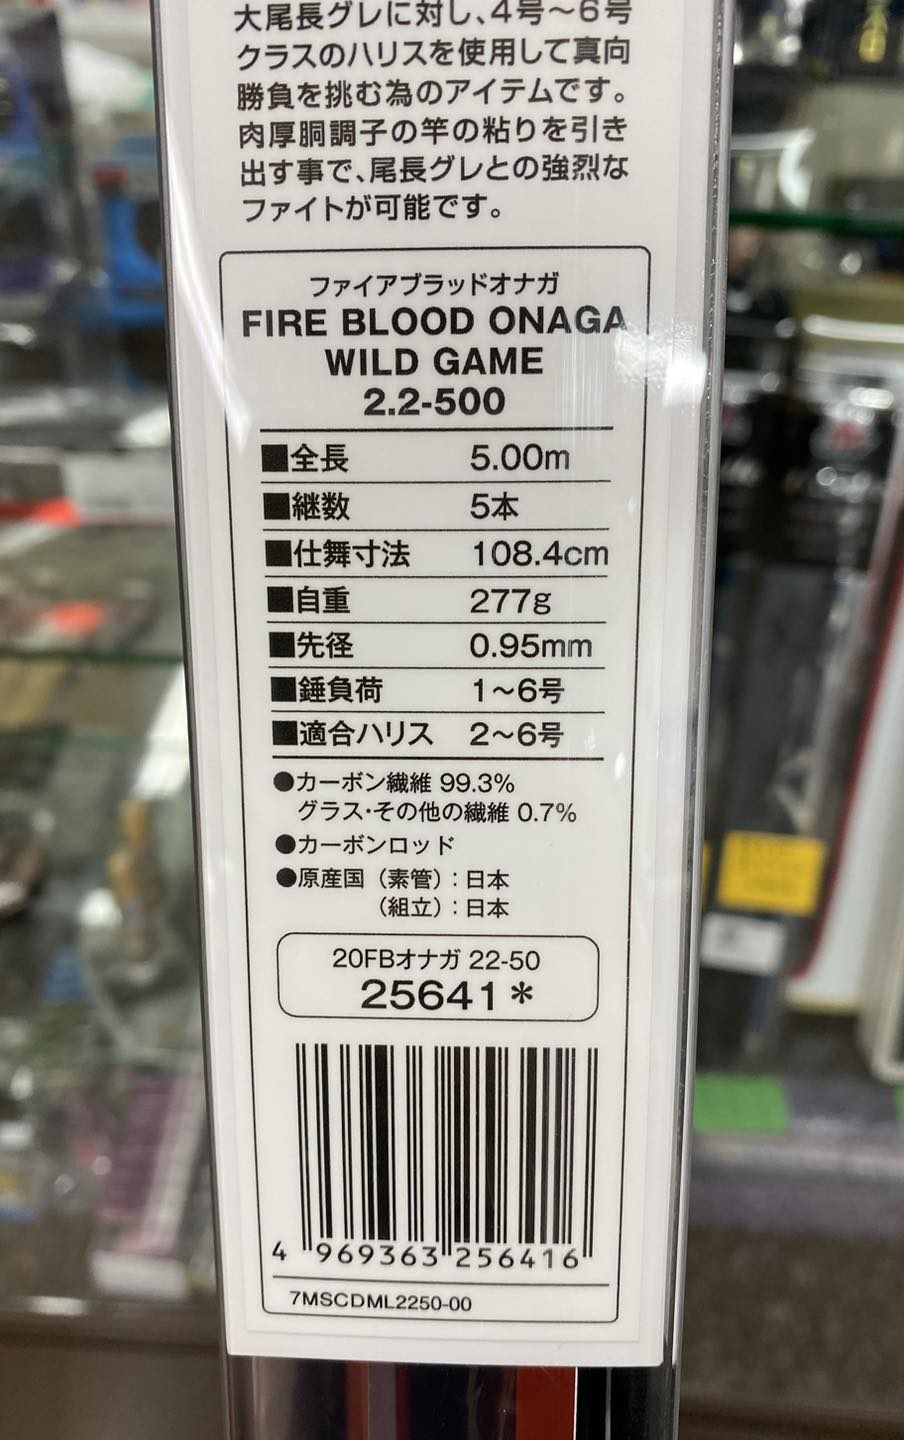 大尾長グレに対し、4号～6号
クラスのハリスを使用して真向
勝負を挑む為のアイテムです。
肉厚胴調子の竿の粘りを引き
出す事で、尾長グレとの強烈な
ファイトが可能です。
ファイアブラッドオナガ
FIRE BLOOD ONAGA
WILD GAME
2.2-500
■全長 5.00m
■継数 5本
■仕舞寸法 108.4cm
■自重 277g
■先径 0.95mm
■錘負荷 1～6号
■適合ハリス 2～6号
●カーボン繊維 99.3%
グラス・その他の繊維 0.7%
●カーボンロッド
●原産国（素管）：日本
（組立）：日本
20FBオナガ 22-50
25641*
4 969363 256416
7MSCDML2250-00